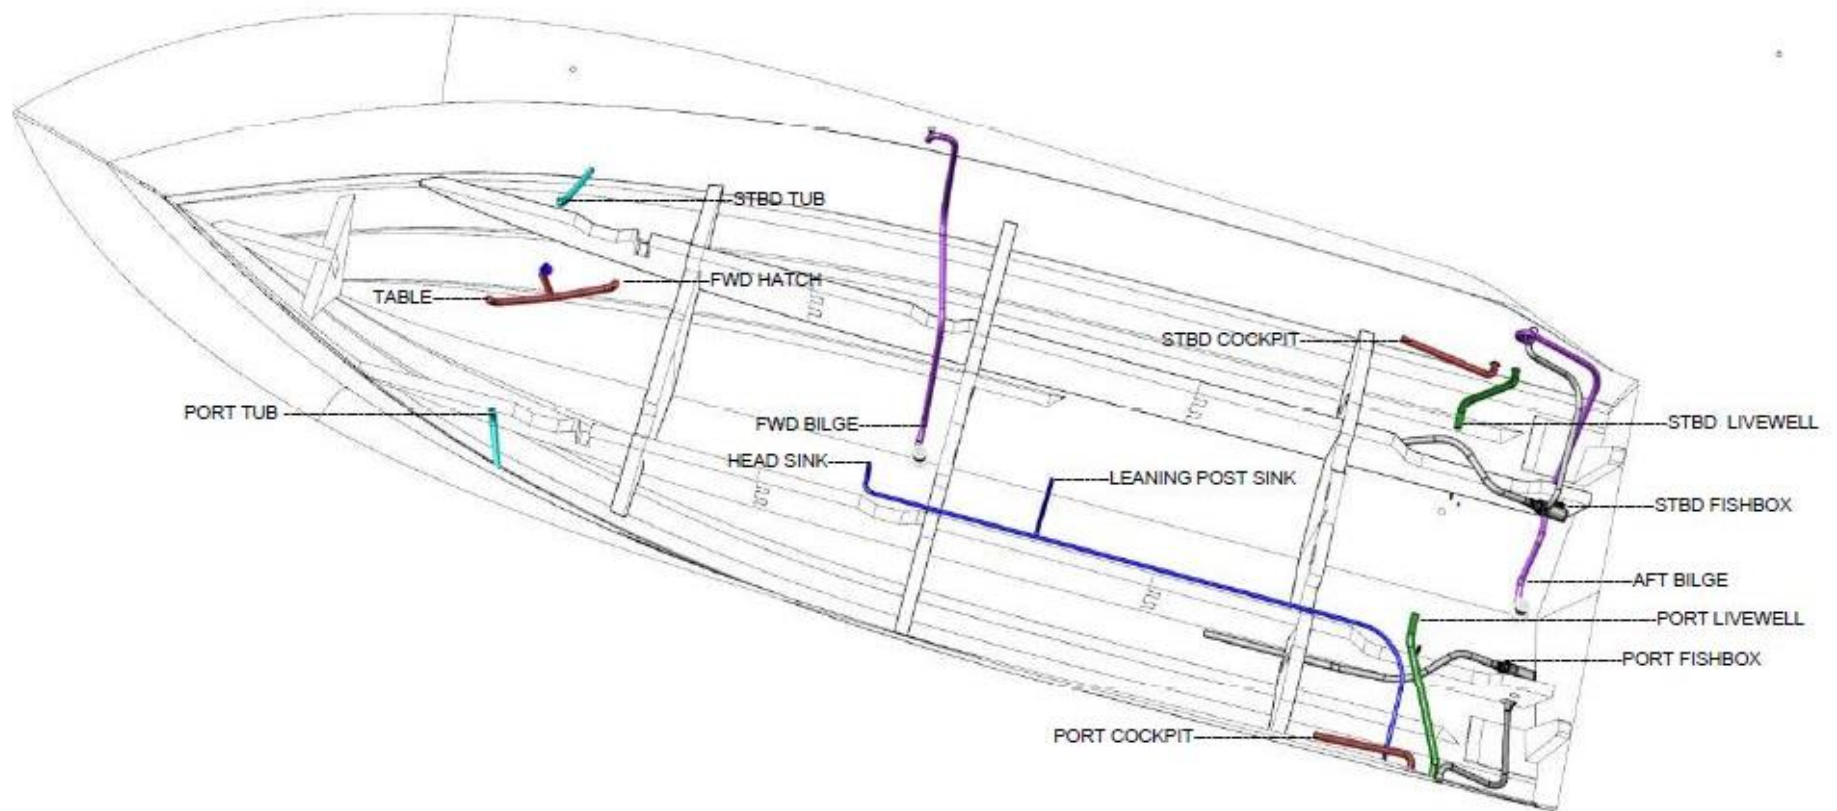 STBD TUB
FWD HATCH
TABLE
STBD COCKPIT
PORT TUB
FWD BILGE
STBD LIVEWELL
HEAD SINK
LEANING POST SINK
STBD FISHBOX
AFT BILGE
PORT LIVEWELL
PORT FISHBOX
PORT COCKPIT